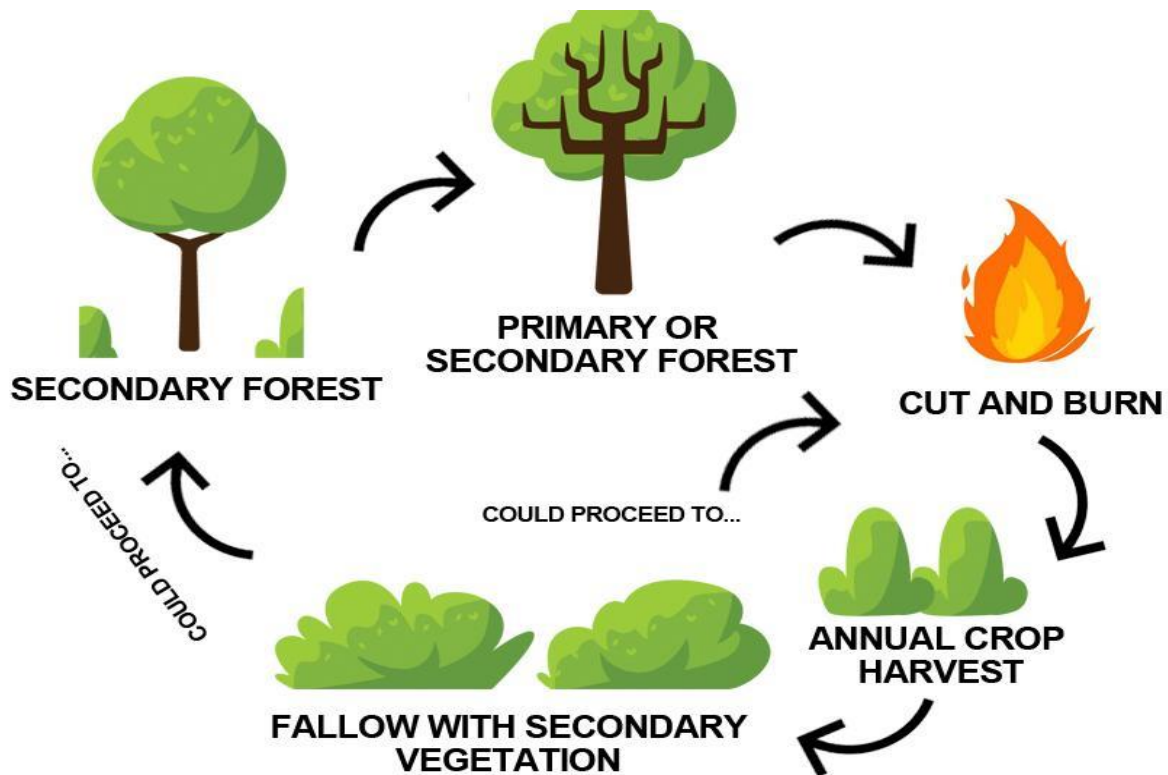 PRIMARY OR
SECONDARY FOREST
SECONDARY FOREST
CUT AND BURN
COULD PROCEED TO...
COULD PROCEED TO...
ANNUAL CROP
HARVEST
FALLOW WITH SECONDARY
VEGETATION